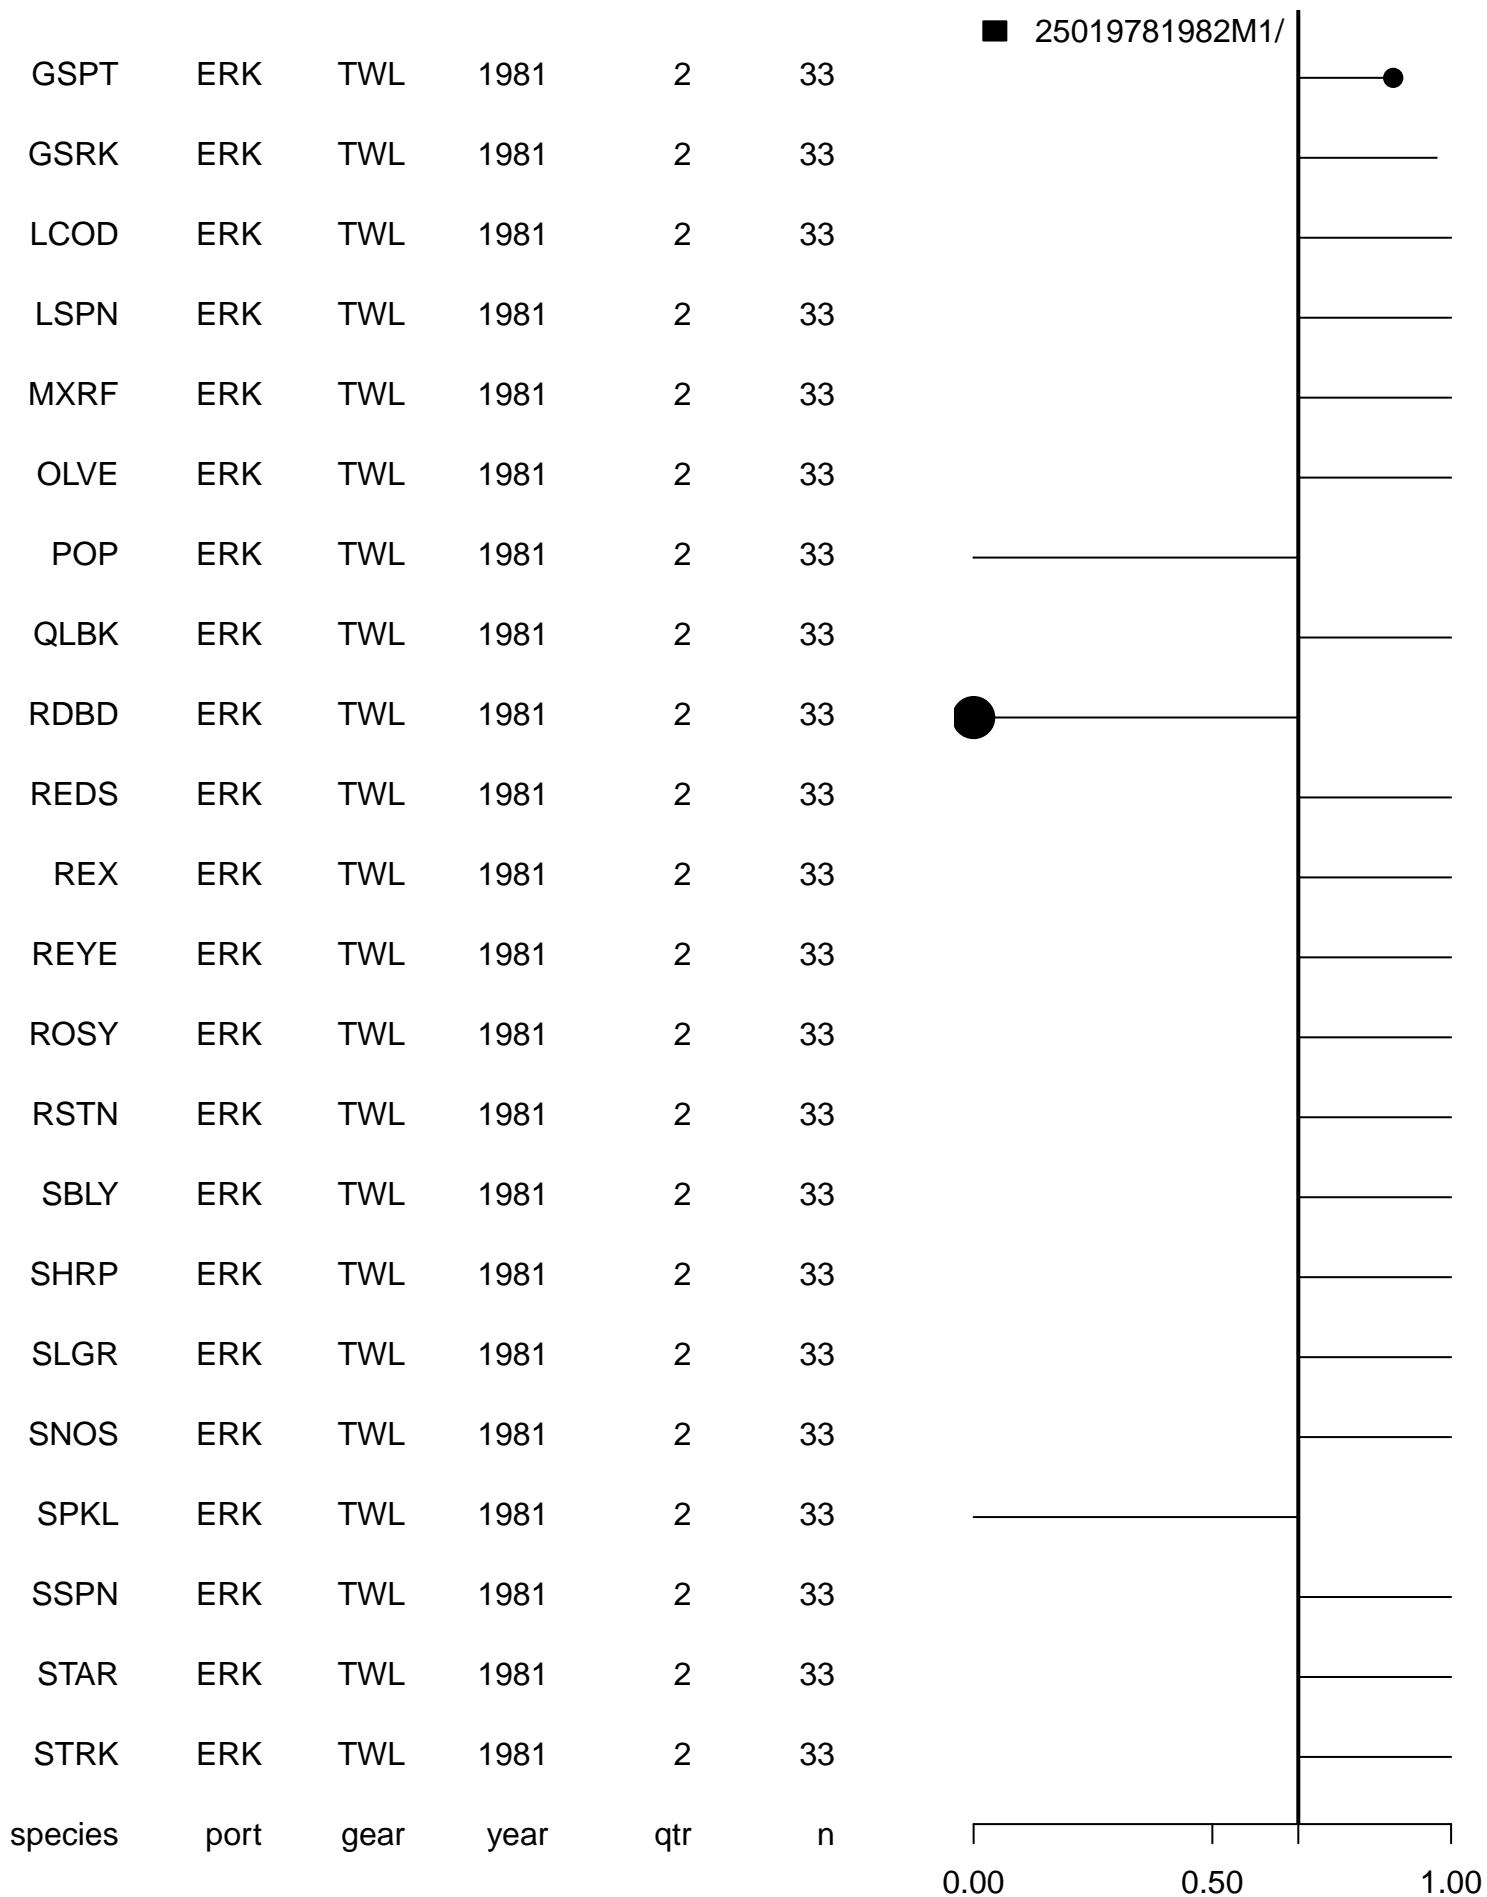 25019781982M1/
GSPT ERK TWL 1981 2 33
GSRK ERK TWL 1981 2 33
LCOD ERK TWL 1981 2 33
LSPN ERK TWL 1981 2 33
MXRF ERK TWL 1981 2 33
OLVE ERK TWL 1981 2 33
POP ERK TWL 1981 2 33
QLBK ERK TWL 1981 2 33
RDBD ERK TWL 1981 2 33
REDS ERK TWL 1981 2 33
REX ERK TWL 1981 2 33
REYE ERK TWL 1981 2 33
ROSY ERK TWL 1981 2 33
RSTN ERK TWL 1981 2 33
SBLY ERK TWL 1981 2 33
SHRP ERK TWL 1981 2 33
SLGR ERK TWL 1981 2 33
SNOS ERK TWL 1981 2 33
SPKL ERK TWL 1981 2 33
SSPN ERK TWL 1981 2 33
STAR ERK TWL 1981 2 33
STRK ERK TWL 1981 2 33
species port gear year qtr n
0.00 0.50 1.00